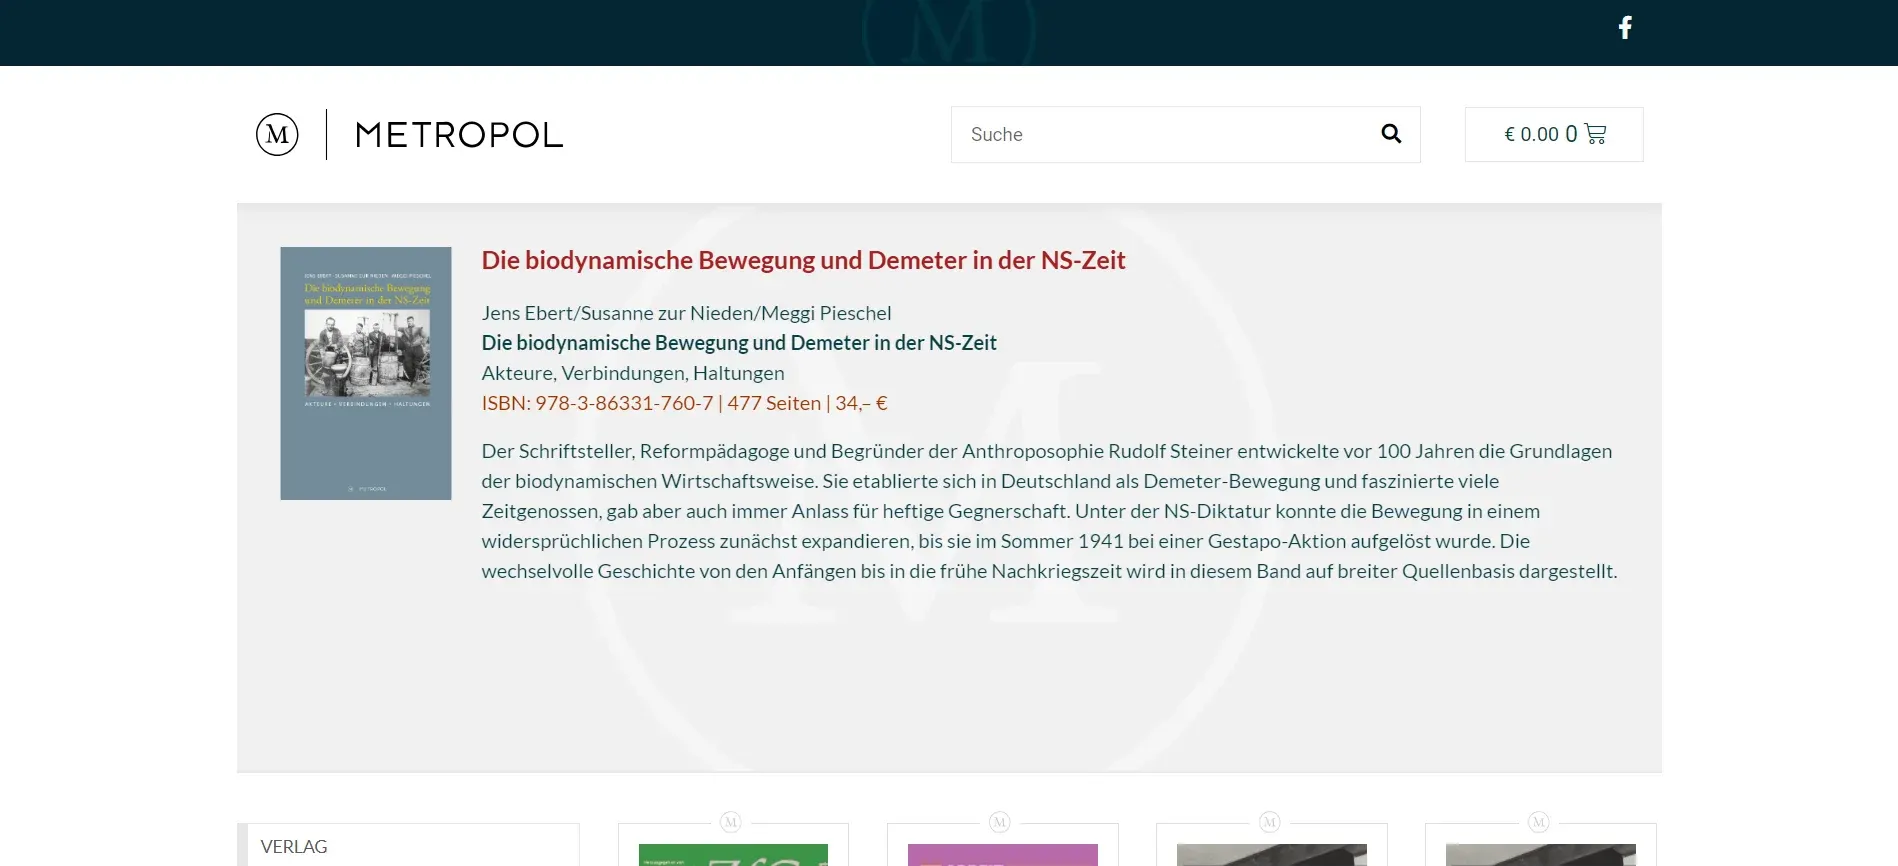 M
METROPOL
Suche
€ 0.00 0
Die biodynamische Bewegung und Demeter in der NS-Zeit
JENS EBERT · SUSANNE ZUR NIEDEN · MEGGI PIESCHEL
Die biodynamische Bewegung
und Demeter in der NS-Zeit
AKTEURE · VERBINDUNGEN · HALTUNGEN
METROPOL
Jens Ebert/Susanne zur Nieden/Meggi Pieschel
Die biodynamische Bewegung und Demeter in der NS-Zeit
Akteure, Verbindungen, Haltungen
ISBN: 978-3-86331-760-7 | 477 Seiten | 34,– €
Der Schriftsteller, Reformpädagoge und Begründer der Anthroposophie Rudolf Steiner entwickelte vor 100 Jahren die Grundlagen
der biodynamischen Wirtschaftsweise. Sie etablierte sich in Deutschland als Demeter-Bewegung und faszinierte viele
Zeitgenossen, gab aber auch immer Anlass für heftige Gegnerschaft. Unter der NS-Diktatur konnte die Bewegung in einem
widersprüchlichen Prozess zunächst expandieren, bis sie im Sommer 1941 bei einer Gestapo-Aktion aufgelöst wurde. Die
wechselvolle Geschichte von den Anfängen bis in die frühe Nachkriegszeit wird in diesem Band auf breiter Quellenbasis dargestellt.
M
M
M
M
VERLAG